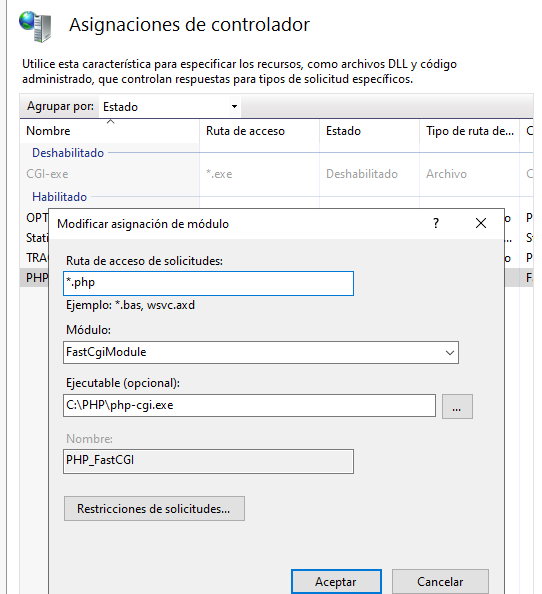 Asignaciones de controlador
Utilice esta característica para especificar los recursos, como archivos DLL y código
administrado, que controlan respuestas para tipos de solicitud específicos.
Agrupar por: Estado
Nombre Ruta de acceso Estado Tipo de ruta de... C
Deshabilitado
CGI-exe *.exe Deshabilitado Archivo C
Habilitado
OPT o P
Stati ... S
TRA o P
PHP F
Modificar asignación de módulo ?
Ruta de acceso de solicitudes:
*.php
Ejemplo: *.bas, wsvc.axd
Módulo:
FastCgiModule
Ejecutable (opcional):
C:\PHP\php-cgi.exe ...
Nombre:
PHP_FastCGI
Restricciones de solicitudes...
Aceptar Cancelar